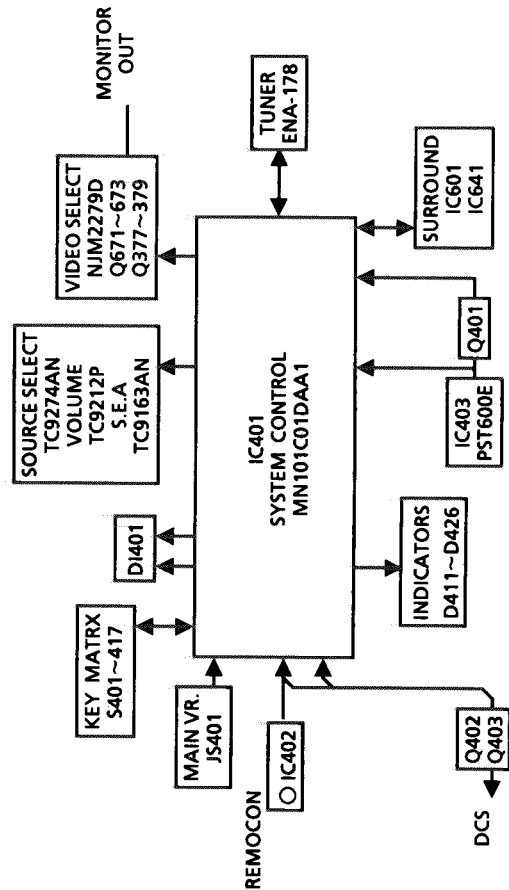 MONITOR
OUT
VIDEO SELECT
NJM2279D
Q671~673
Q377~379
SOURCE SELECT
TC9274AN
VOLUME
TC9212P
S.E.A
TC9163AN
DI401
KEY MATRX
S401~417
MAIN VR.
JS401
REMOCON
IC402
Q402
Q403
DCS
IC401
SYSTEM CONTROL
MN101C01DAA1
TUNER
ENA-178
SURROUND
IC601
IC641
Q401
IC403
PST600E
INDICATORS
D411~D426